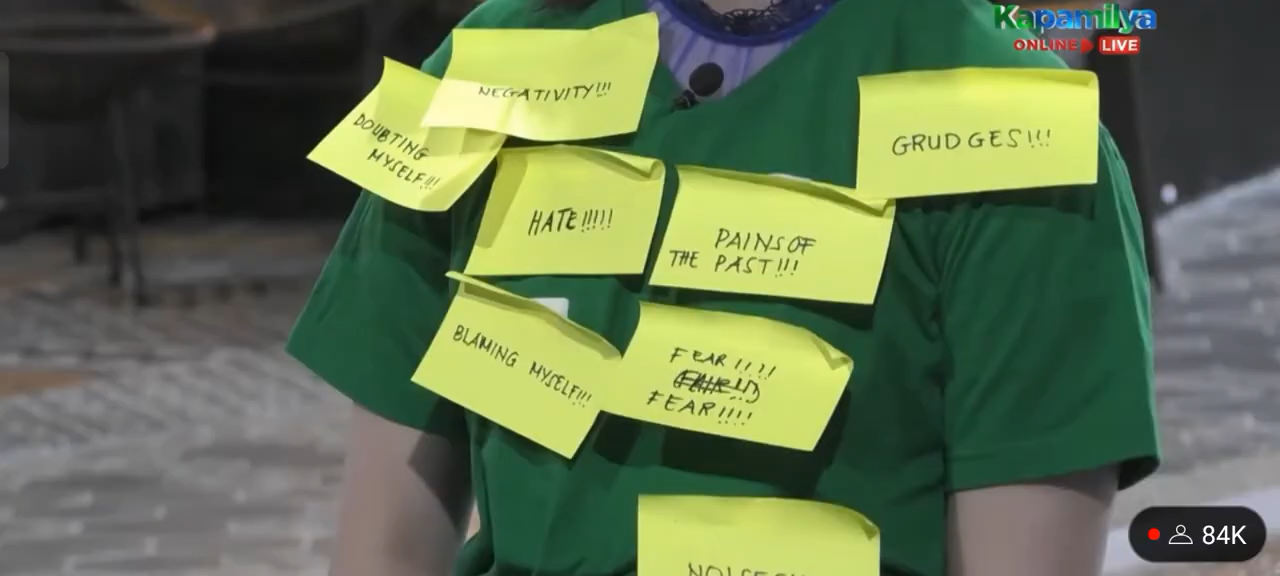 Kapamilya
ONLINE LIVE
NEGATIVITY!!!
DOUBTING
MYSELF!!!
GRUDGES!!!
HATE!!!!!
PAINS OF
THE PAST!!!
BLAMING MYSELF!!!
FEAR!!!!
FEAR!!!!
84K